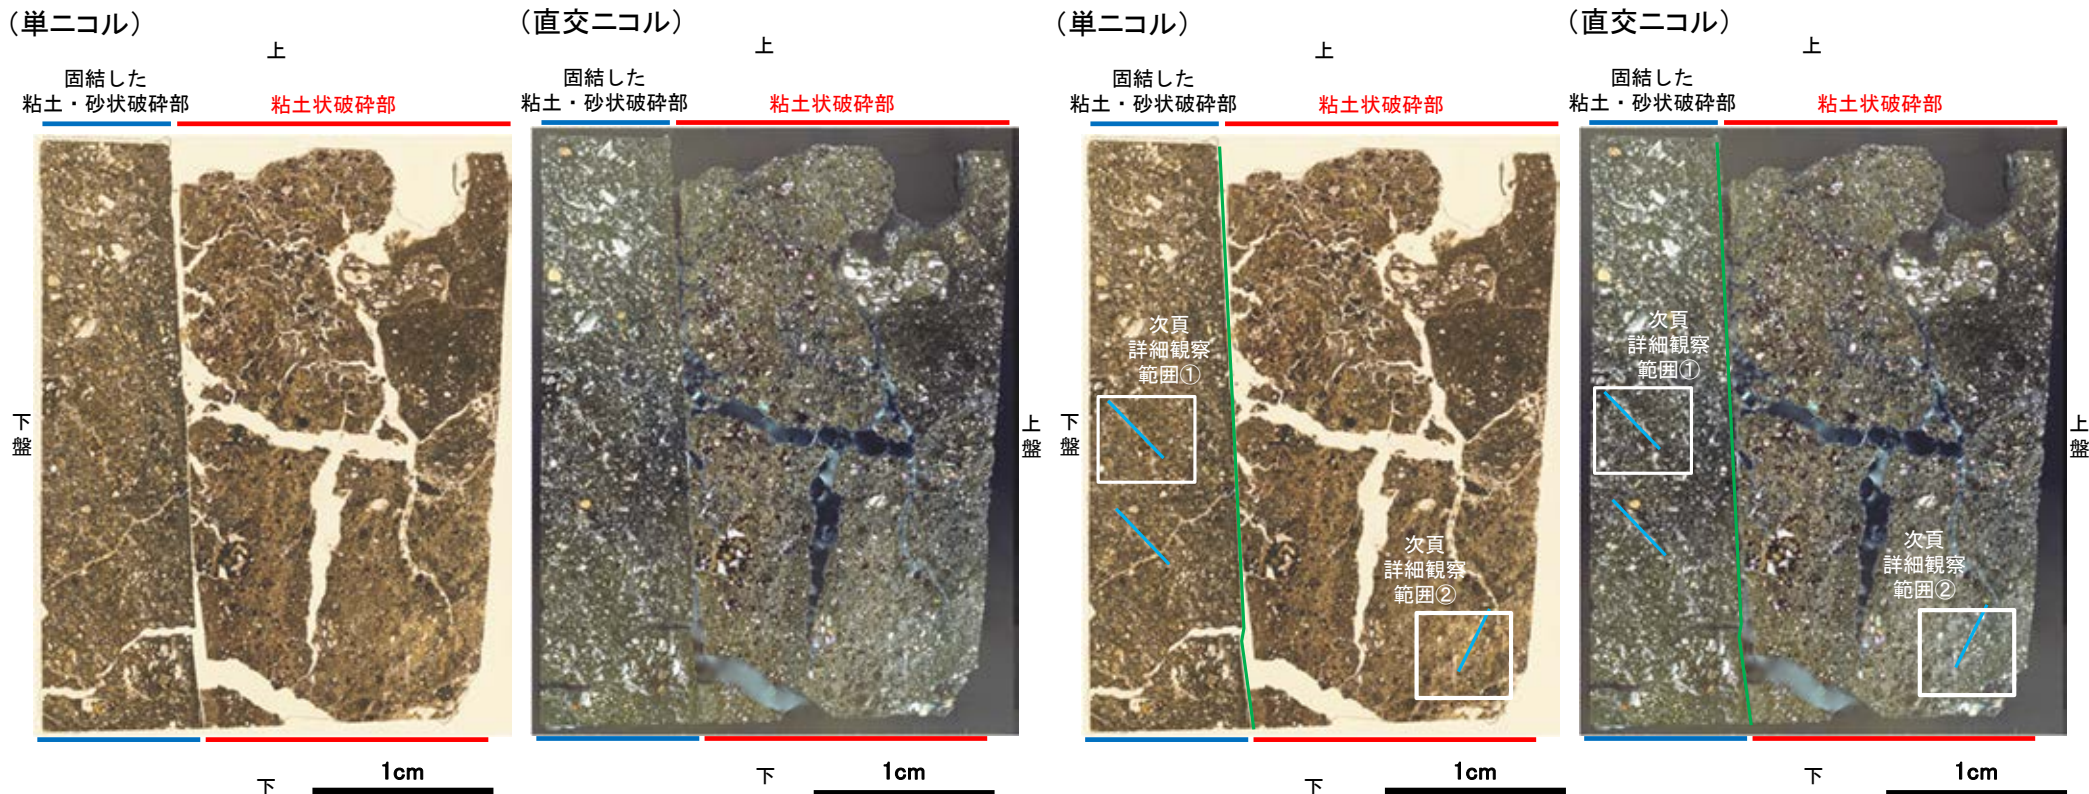 （単ニコル）
上
固結した
粘土・砂状破砕部
粘土状破砕部
下
盤
下
1cm
（直交ニコル）
上
固結した
粘土・砂状破砕部
粘土状破砕部
上
盤
下
1cm
（単ニコル）
上
固結した
粘土・砂状破砕部
粘土状破砕部
下
盤
次頁
詳細観察
範囲①
次頁
詳細観察
範囲②
下
1cm
（直交ニコル）
上
固結した
粘土・砂状破砕部
粘土状破砕部
次頁
詳細観察
範囲①
次頁
詳細観察
範囲②
上
盤
下
1cm